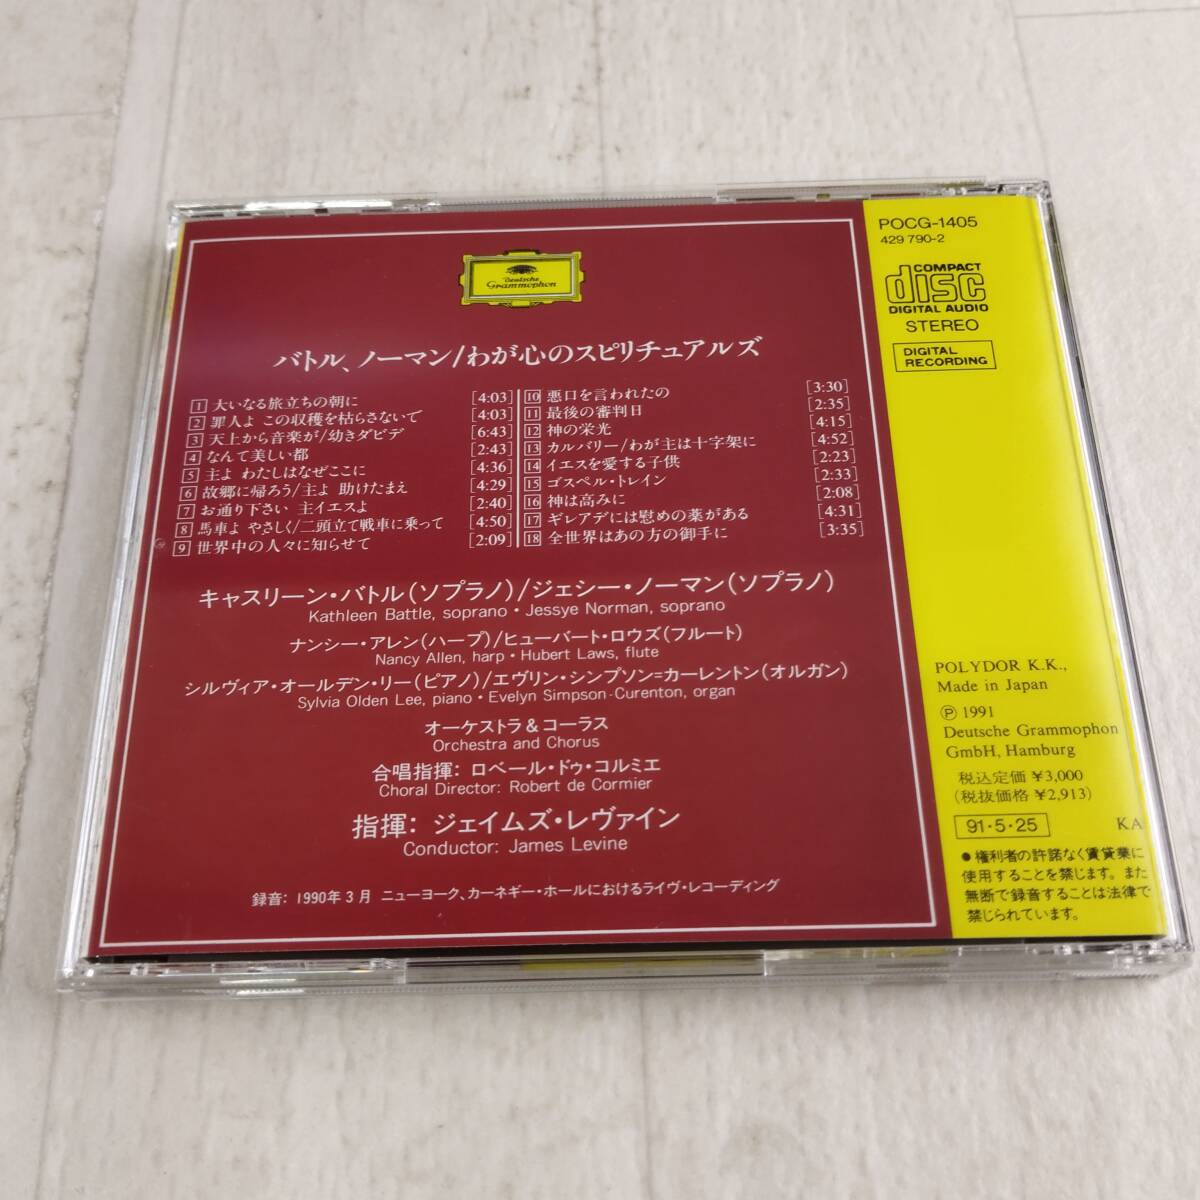 Deutsche
Grammophon
バトル、ノーマン/わが心のスピリチュアルズ
1 大いなる旅立ちの朝に [4:03]
2 罪人よ この収穫を枯らさないで [4:03]
3 天上から音楽が/幼きダビデ [6:43]
4 なんて美しい都 [2:43]
5 主よ わたしはなぜここに [4:36]
6 故郷に帰ろう/主よ 助けたまえ [4:29]
7 お通り下さい 主イエスよ [2:40]
8 馬車よ やさしく/二頭立て戦車に乗って [4:50]
9 世界中の人々に知らせて [2:09]
10 悪口を言われたの [3:30]
11 最後の審判日 [2:35]
12 神の栄光 [4:15]
13 カルバリー/わが主は十字架に [4:52]
14 イエスを愛する子供 [2:23]
15 ゴスペル・トレイン [2:33]
16 神は高みに [2:08]
17 ギレアデには慰めの薬がある [4:31]
18 全世界はあの方の御手に [3:35]
キャスリーン・バトル(ソプラノ)/ジェシー・ノーマン(ソプラノ)
Kathleen Battle, soprano・Jessye Norman, soprano
ナンシー・アレン(ハープ)/ヒューバート・ロウズ(フルート)
Nancy Allen, harp・Hubert Laws, flute
シルヴィア・オールデン・リー(ピアノ)/エヴリン・シンプソン=カーレントン(オルガン)
Sylvia Olden Lee, piano・Evelyn Simpson-Curenton, organ
オーケストラ&コーラス
Orchestra and Chorus
合唱指揮: ロベール・ドゥ・コルミエ
Choral Director: Robert de Cormier
指揮: ジェイムズ・レヴァイン
Conductor: James Levine
録音: 1990年3月 ニューヨーク、カーネギー・ホールにおけるライヴ・レコーディング
POCG-1405
429 790-2
COMPACT
disc
DIGITAL AUDIO
STEREO
DIGITAL
RECORDING
POLYDOR K.K.,
Made in Japan
Ⓟ 1991
Deutsche Grammophon
GmbH, Hamburg
税込定価 ¥3,000
(税抜価格 ¥2,913)
91・5・25 KA
●権利者の許諾なく賃貸業に
使用することを禁じます。また
無断で録音することは法律で
禁じられています。